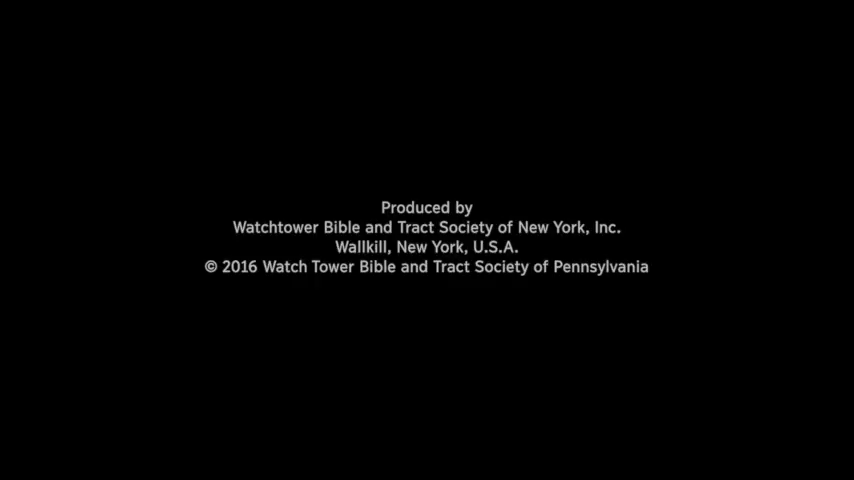 Produced by
Watchtower Bible and Tract Society of New York, Inc.
Wallkill, New York, U.S.A.
© 2016 Watch Tower Bible and Tract Society of Pennsylvania